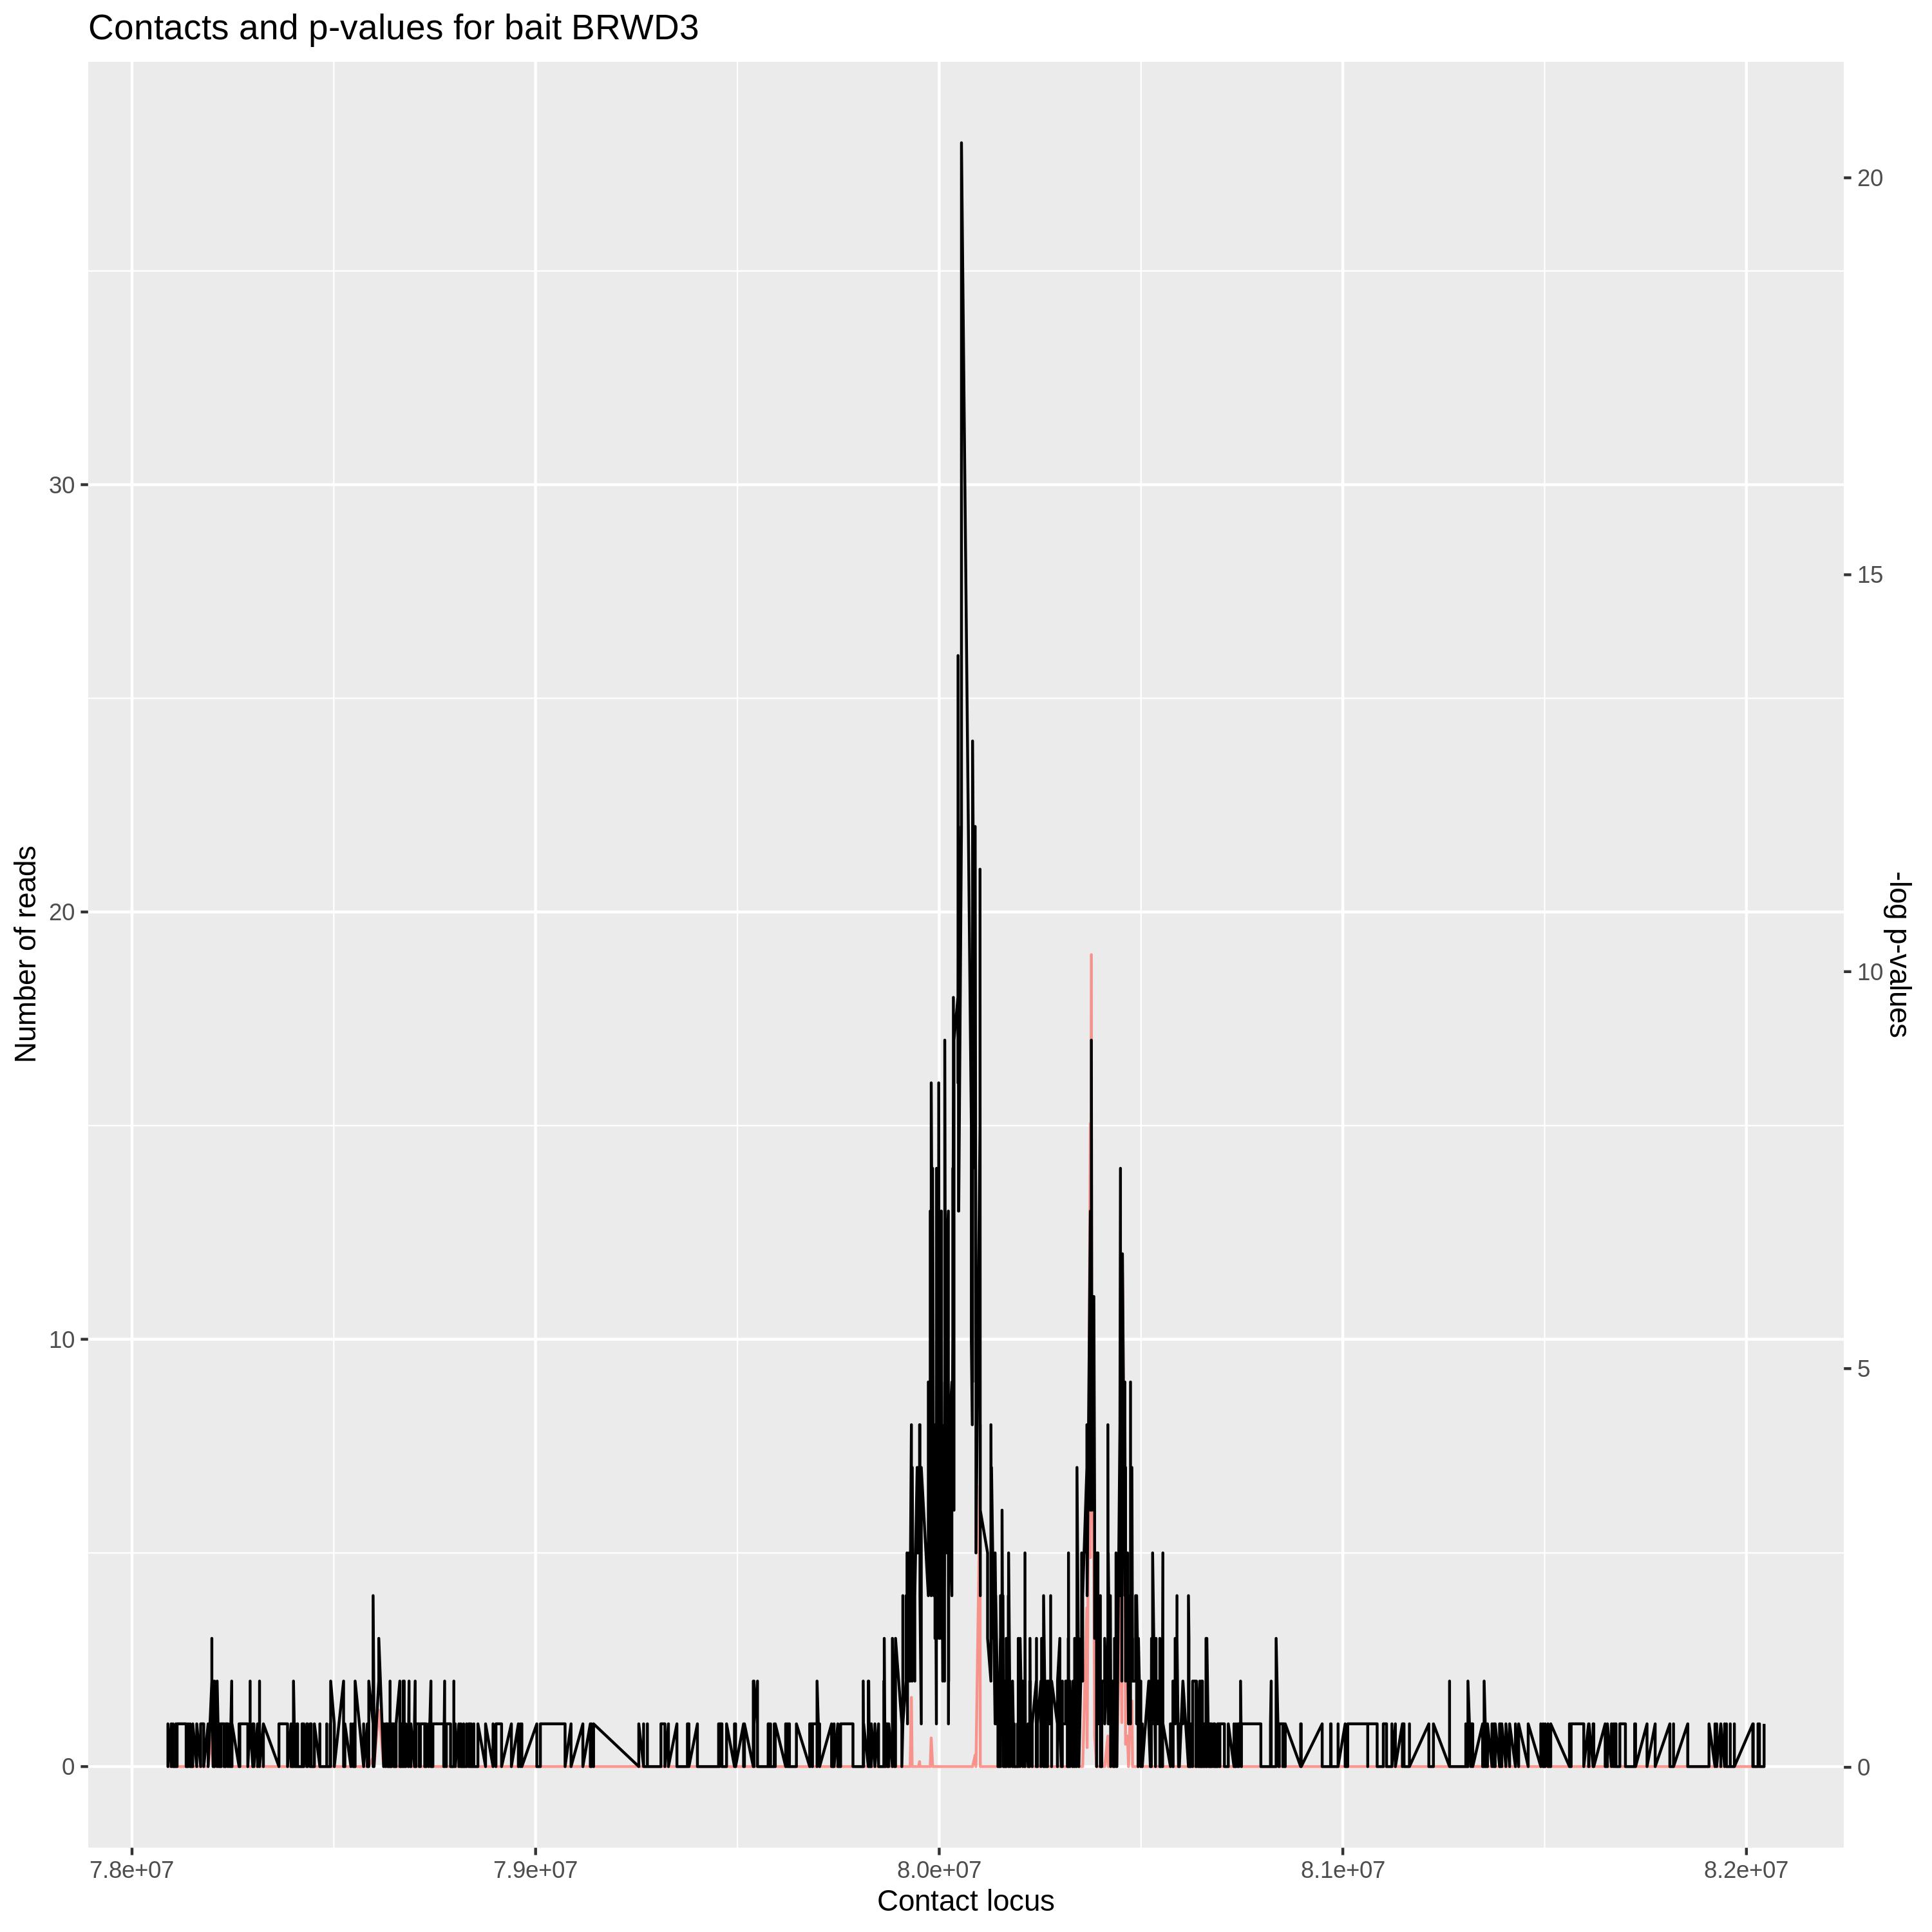 Contacts and p-values for bait BRWD3
Number of reads
30
20
10
0
20
15
10
5
0
-log p-values
7.8e+07 7.9e+07 8.0e+07 8.1e+07 8.2e+07
Contact locus